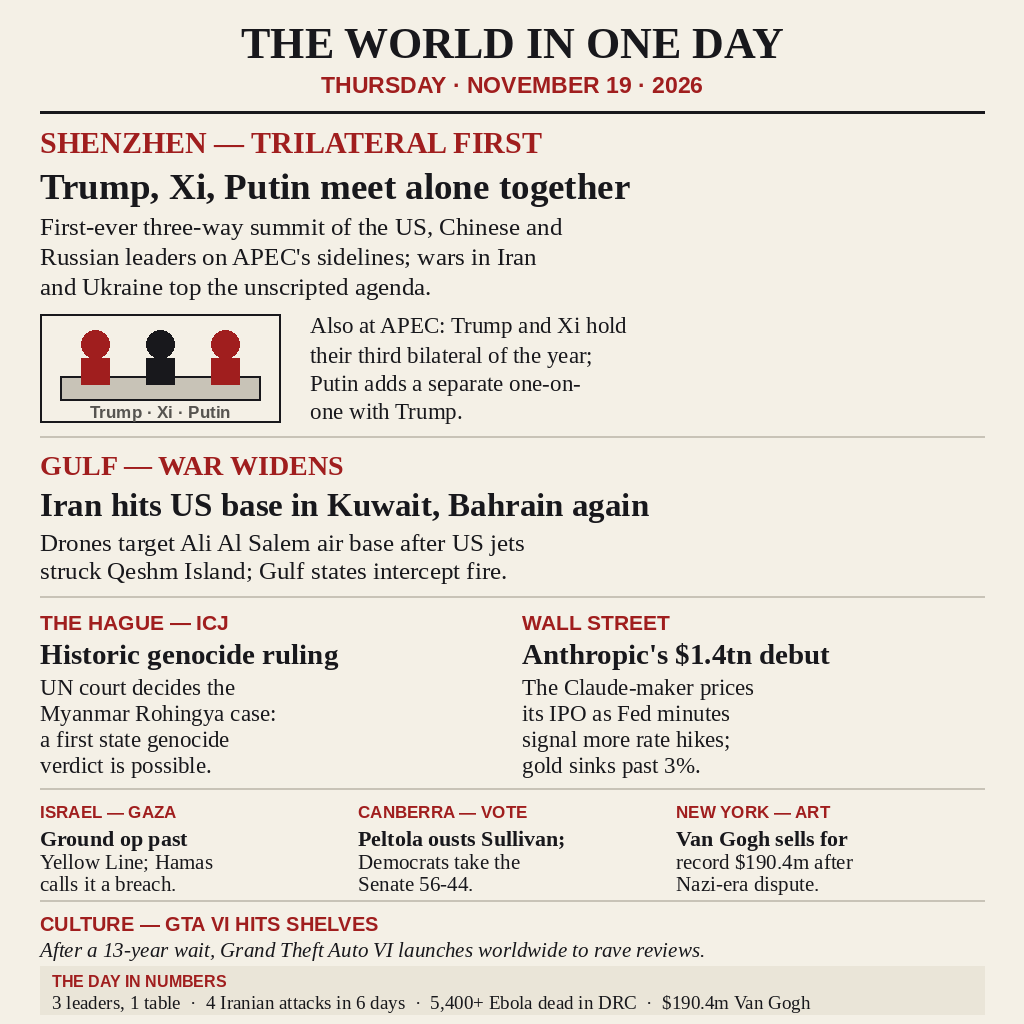 THE WORLD IN ONE DAY
THURSDAY · NOVEMBER 19 · 2026
SHENZHEN — TRILATERAL FIRST
Trump, Xi, Putin meet alone together
First-ever three-way summit of the US, Chinese and
Russian leaders on APEC's sidelines; wars in Iran
and Ukraine top the unscripted agenda.
Trump · Xi · Putin
Also at APEC: Trump and Xi hold
their third bilateral of the year;
Putin adds a separate one-on-
one with Trump.
GULF — WAR WIDENS
Iran hits US base in Kuwait, Bahrain again
Drones target Ali Al Salem air base after US jets
struck Qeshm Island; Gulf states intercept fire.
THE HAGUE — ICJ
Historic genocide ruling
UN court decides the
Myanmar Rohingya case:
a first state genocide
verdict is possible.
WALL STREET
Anthropic's $1.4tn debut
The Claude-maker prices
its IPO as Fed minutes
signal more rate hikes;
gold sinks past 3%.
ISRAEL — GAZA
Ground op past
Yellow Line; Hamas
calls it a breach.
CANBERRA — VOTE
Peltola ousts Sullivan;
Democrats take the
Senate 56-44.
NEW YORK — ART
Van Gogh sells for
record $190.4m after
Nazi-era dispute.
CULTURE — GTA VI HITS SHELVES
After a 13-year wait, Grand Theft Auto VI launches worldwide to rave reviews.
THE DAY IN NUMBERS
3 leaders, 1 table · 4 Iranian attacks in 6 days · 5,400+ Ebola dead in DRC · $190.4m Van Gogh